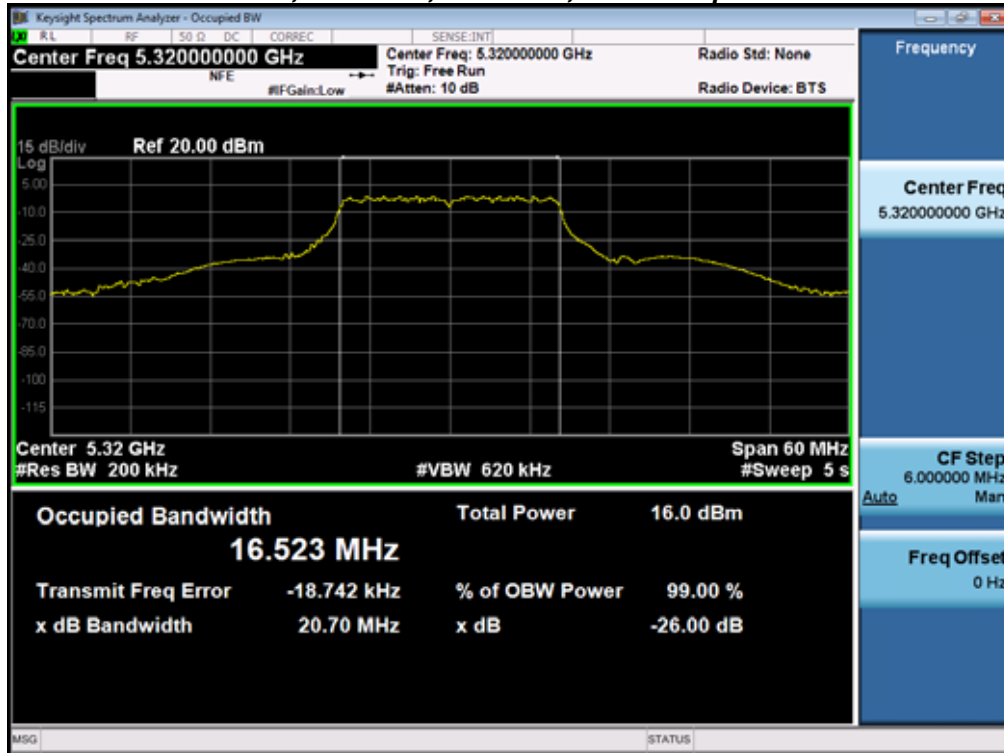 Keysight Spectrum Analyzer - Occupied BW
RL RF 50 Ω DC CORREC SENSE:INT
Center Freq 5.320000000 GHz
NFE
#IFGain:Low
Center Freq: 5.320000000 GHz
Trig: Free Run
#Atten: 10 dB
Radio Std: None
Radio Device: BTS
15 dB/div Ref 20.00 dBm
Log
5.00
-10.0
-25.0
-40.0
-55.0
-70.0
-85.0
-100
-115
Center 5.32 GHz Span 60 MHz
#Res BW 200 kHz #VBW 620 kHz #Sweep 5 s
Occupied Bandwidth Total Power 16.0 dBm
16.523 MHz
Transmit Freq Error -18.742 kHz % of OBW Power 99.00 %
x dB Bandwidth 20.70 MHz x dB -26.00 dB
MSG STATUS
Frequency
Center Freq
5.320000000 GHz
CF Step
6.000000 MHz
Auto Man
Freq Offset
0 Hz